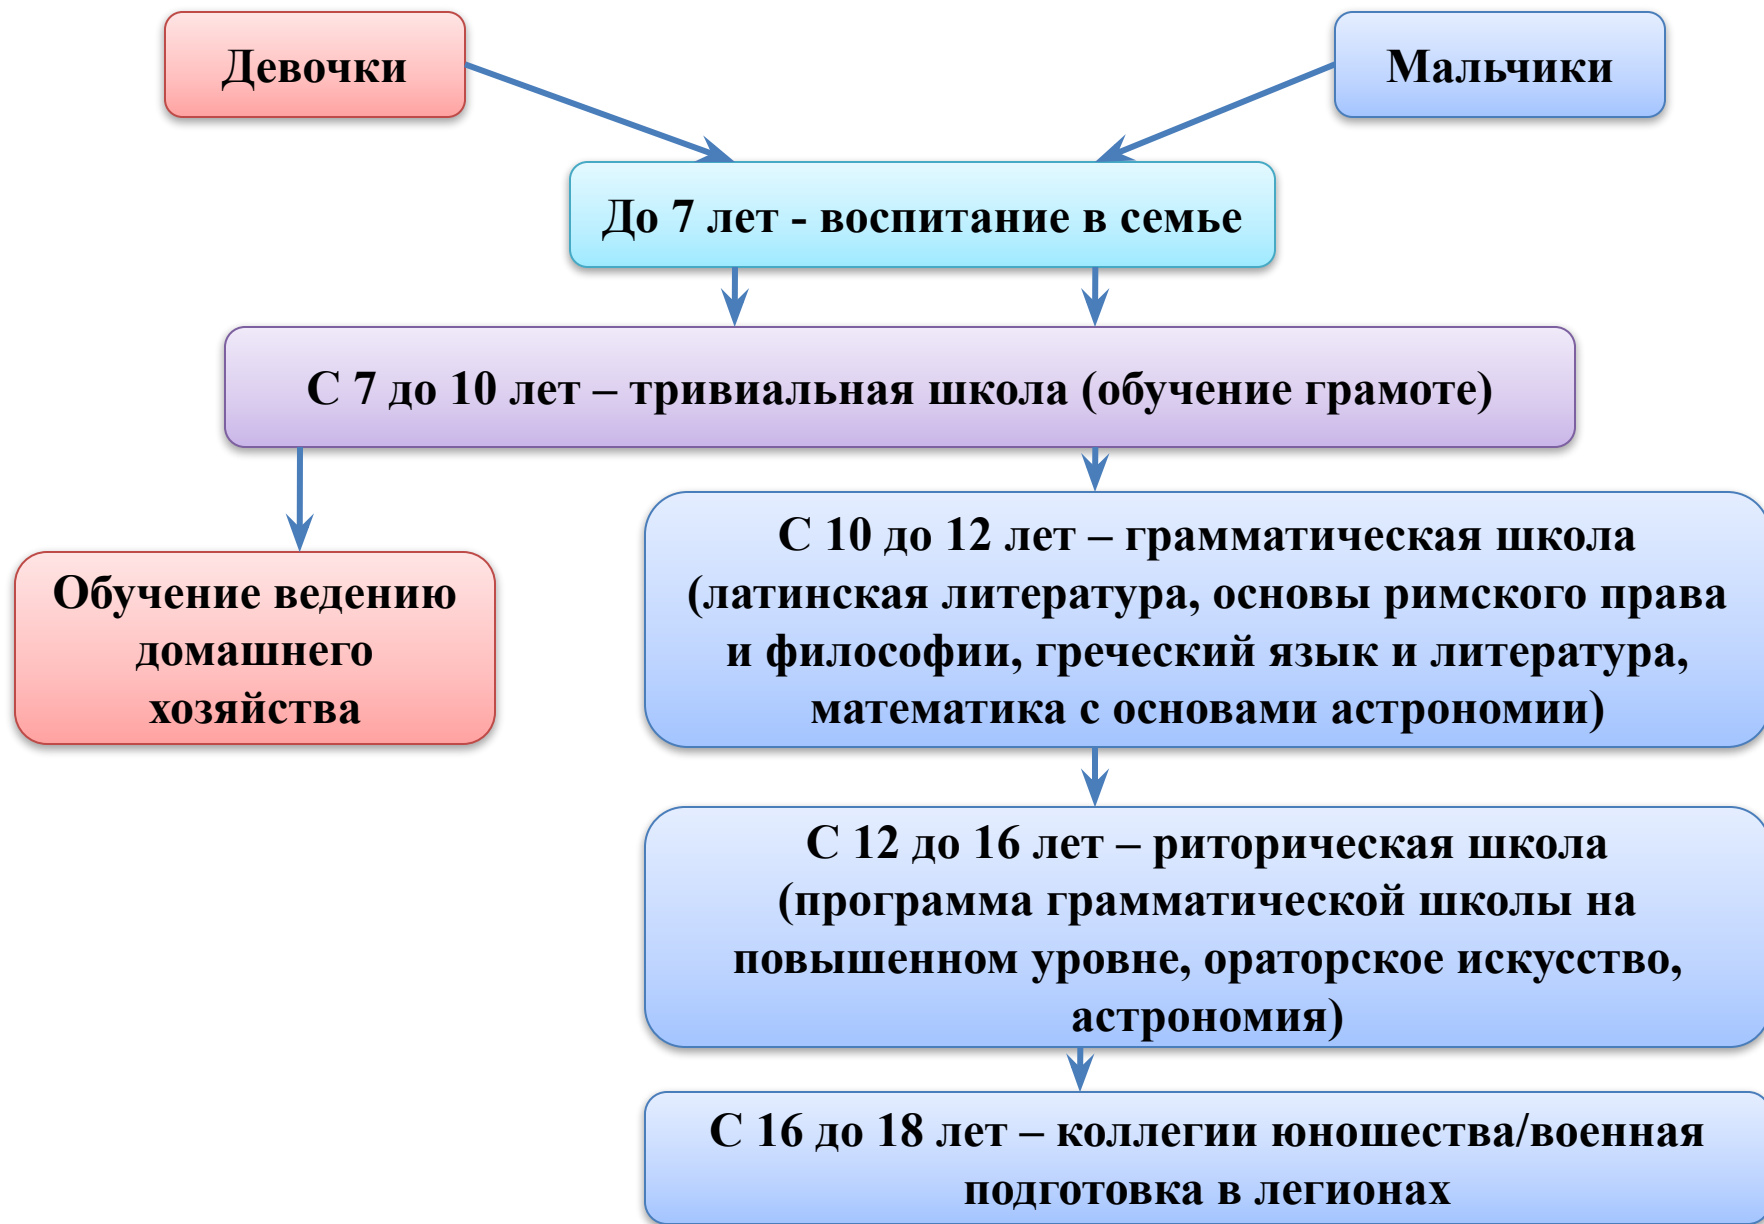 Девочки
Мальчики
До 7 лет - воспитание в семье
С 7 до 10 лет – тривиальная школа (обучение грамоте)
Обучение ведению
домашнего
хозяйства
С 10 до 12 лет – грамматическая школа
(латинская литература, основы римского права
и философии, греческий язык и литература,
математика с основами астрономии)
С 12 до 16 лет – риторическая школа
(программа грамматической школы на
повышенном уровне, ораторское искусство,
астрономия)
С 16 до 18 лет – коллегии юношества/военная
подготовка в легионах